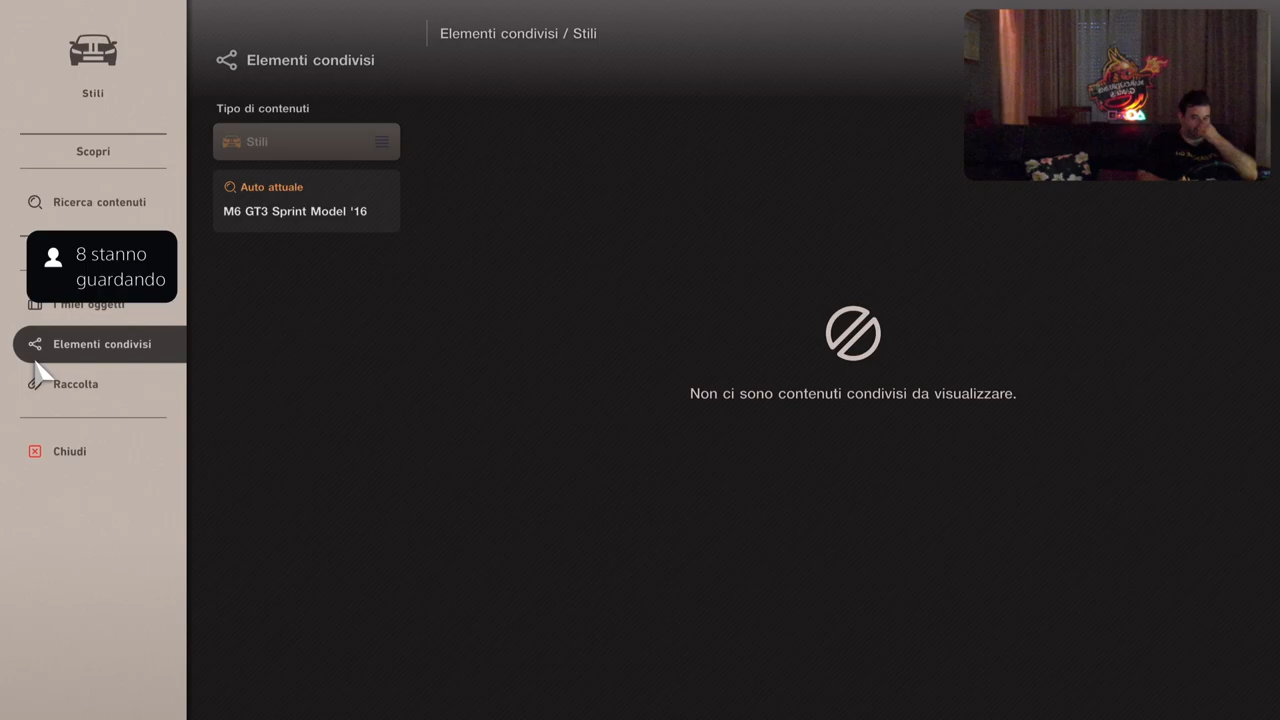 Stili
Scopri
Ricerca contenuti
8 stanno
guardando
I miei oggetti
Elementi condivisi
Raccolta
Chiudi
Elementi condivisi
Elementi condivisi / Stili
Tipo di contenuti
Stili
Auto attuale
M6 GT3 Sprint Model '16
Non ci sono contenuti condivisi da visualizzare.